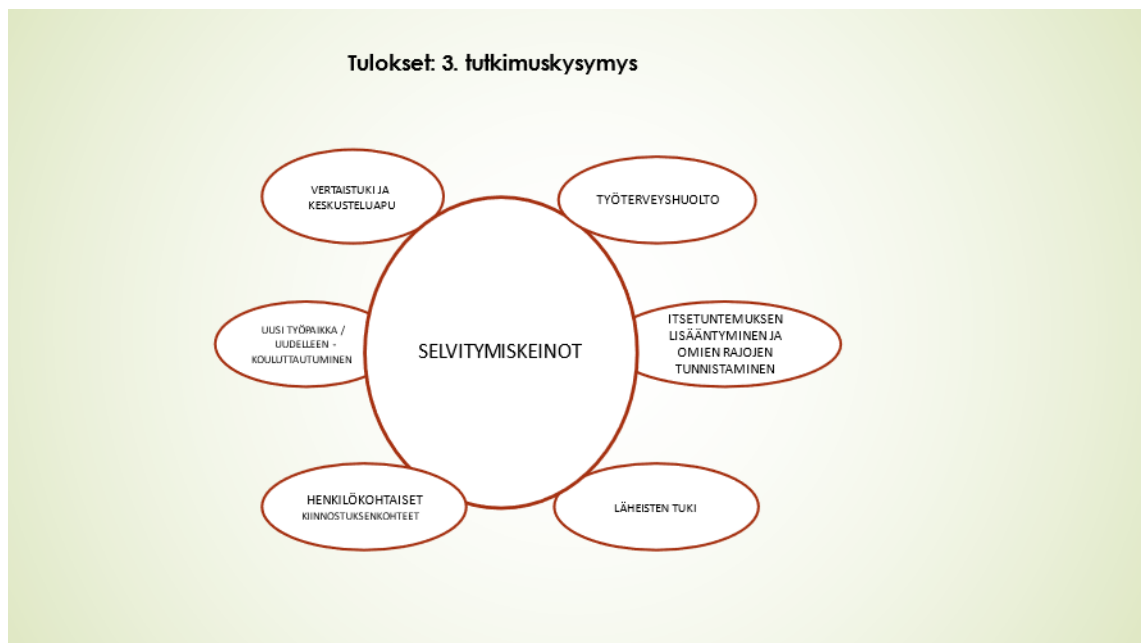 Tulokset: 3. tutkimuskysymys
VERTAISTUKI JA
KESKUSTELUAPU
TYÖTERVEYSHUOLTO
UUSI TYÖPAIKKA /
UUDELLEEN -
KOULUTTAUTUMINEN
SELVITYMISKEINOT
ITSETUNTEMUKSEN
LISÄÄNTYMINEN JA
OMIEN RAJOJEN
TUNNISTAMINEN
HENKILÖKOHTAISET
KIINNOSTUKSENKOHTEET
LÄHEISTEN TUKI